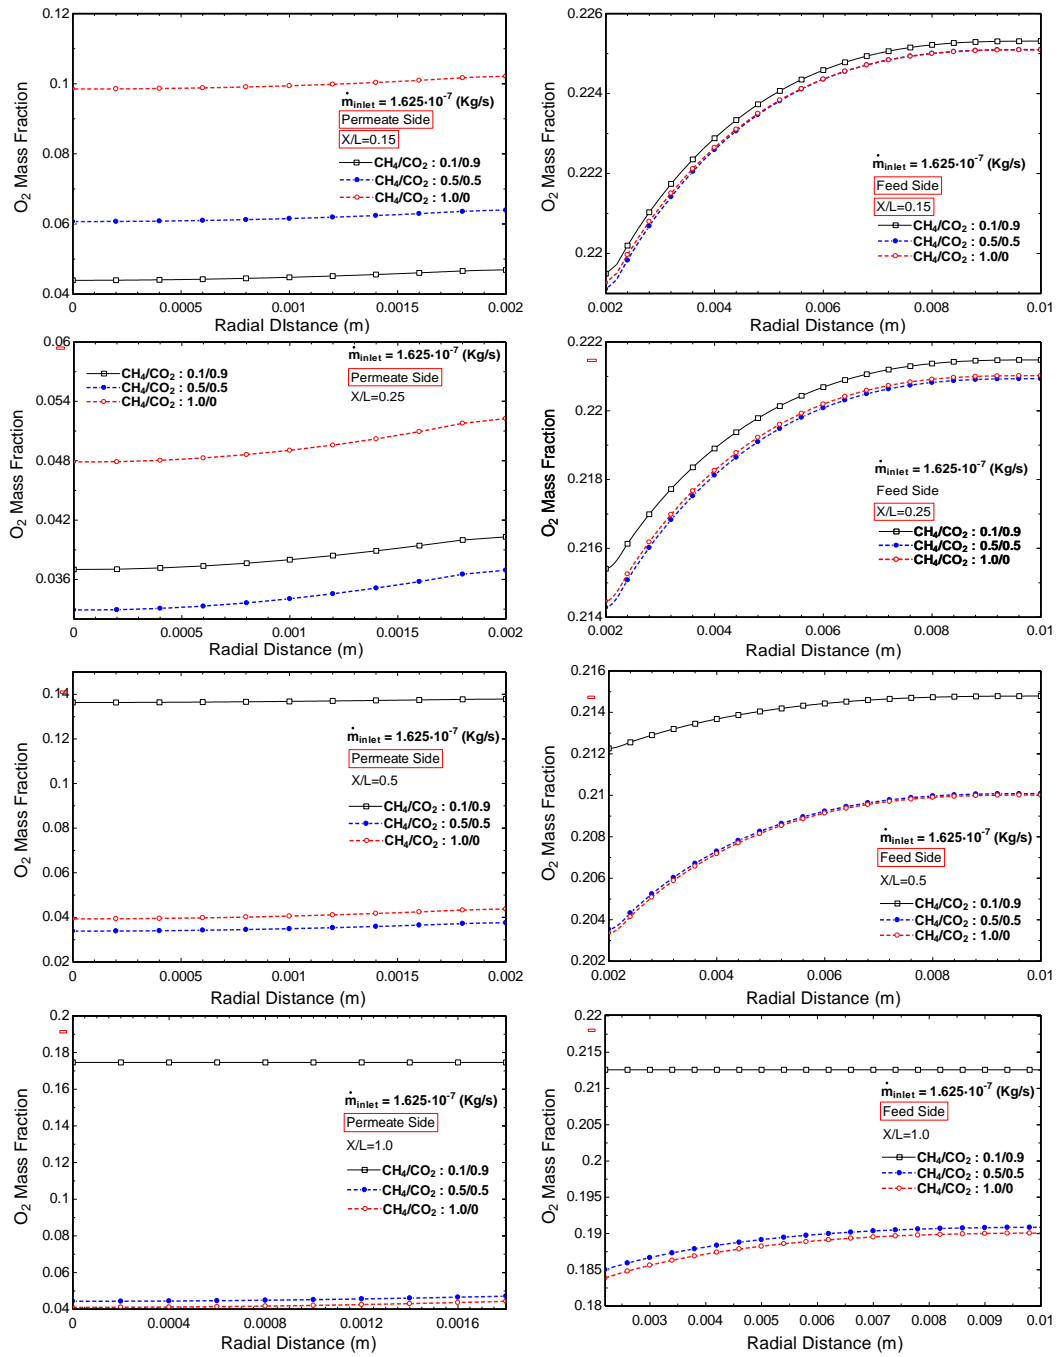 0.12
0.1
0.08
0.06
0.04
O2 Mass Fraction
ṁinlet = 1.625·10-7 (Kg/s)
Permeate Side
X/L=0.15
CH4/CO2 : 0.1/0.9
CH4/CO2 : 0.5/0.5
CH4/CO2 : 1.0/0
0 0.0005 0.001 0.0015 0.002
Radial DIstance (m)
0.226
0.224
0.222
0.22
O2 Mass Fraction
ṁinlet = 1.625·10-7 (Kg/s)
Feed Side
X/L=0.15
CH4/CO2 : 0.1/0.9
CH4/CO2 : 0.5/0.5
CH4/CO2 : 1.0/0
0.002 0.004 0.006 0.008 0.01
Radial Distance (m)
0.06
0.054
0.048
0.042
0.036
O2 Mass Fraction
ṁinlet = 1.625·10-7 (Kg/s)
Permeate Side
X/L=0.25
CH4/CO2 : 0.1/0.9
CH4/CO2 : 0.5/0.5
CH4/CO2 : 1.0/0
0 0.0005 0.001 0.0015 0.002
Radial Distance (m)
0.222
0.22
0.218
0.216
0.214
O2 Mass Fraction
ṁinlet = 1.625·10-7 (Kg/s)
Feed Side
X/L=0.25
CH4/CO2 : 0.1/0.9
CH4/CO2 : 0.5/0.5
CH4/CO2 : 1.0/0
0.002 0.004 0.006 0.008 0.01
Radial Distance (m)
0.14
0.12
0.1
0.08
0.06
0.04
0.02
O2 Mass Fraction
ṁinlet = 1.625·10-7 (Kg/s)
Permeate Side
X/L=0.5
CH4/CO2 : 0.1/0.9
CH4/CO2 : 0.5/0.5
CH4/CO2 : 1.0/0
0 0.0005 0.001 0.0015 0.002
Radial Distance (m)
0.216
0.214
0.212
0.21
0.208
0.206
0.204
0.202
O2 Mass Fraction
ṁinlet = 1.625·10-7 (Kg/s)
Feed Side
X/L=0.5
CH4/CO2 : 0.1/0.9
CH4/CO2 : 0.5/0.5
CH4/CO2 : 1.0/0
0.002 0.004 0.006 0.008 0.01
Radial Distance (m)
0.2
0.18
0.16
0.14
0.12
0.1
0.08
0.06
0.04
O2 Mass Fraction
ṁinlet = 1.625·10-7 (Kg/s)
Permeate Side
X/L=1.0
CH4/CO2 : 0.1/0.9
CH4/CO2 : 0.5/0.5
CH4/CO2 : 1.0/0
0 0.0004 0.0008 0.0012 0.0016
Radial Distance (m)
0.22
0.215
0.21
0.205
0.2
0.195
0.19
0.185
0.18
O2 Mass Fraction
ṁinlet = 1.625·10-7 (Kg/s)
Feed Side
X/L=1.0
CH4/CO2 : 0.1/0.9
CH4/CO2 : 0.5/0.5
CH4/CO2 : 1.0/0
0.003 0.004 0.005 0.006 0.007 0.008 0.009 0.01
Radial Distance (m)